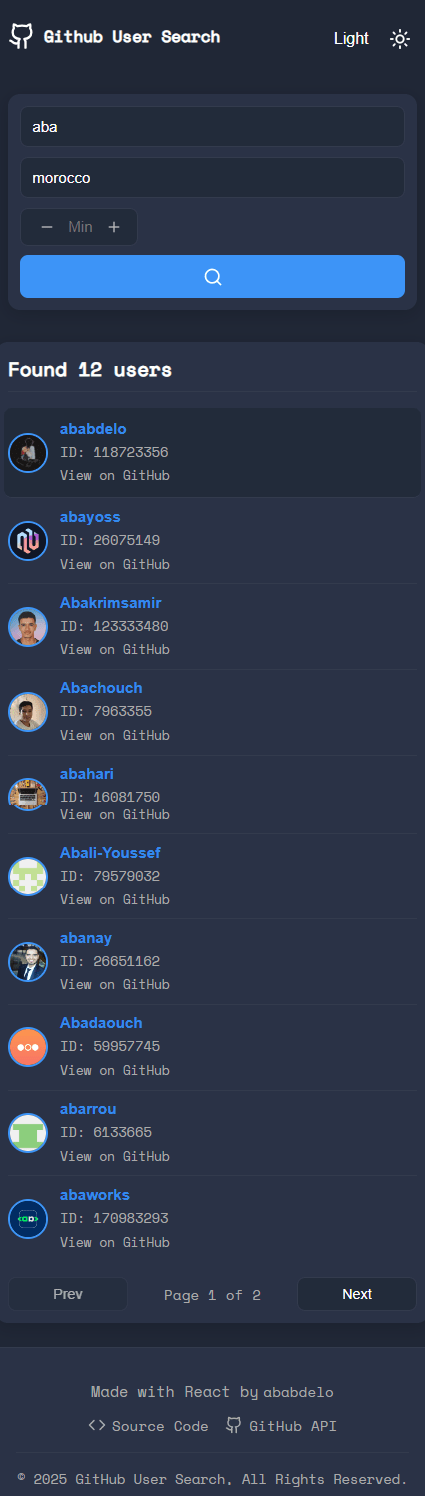 Github User Search
Light
aba
morocco
Min
Found 12 users
ababdelo
ID: 118723356
View on GitHub
abayoss
ID: 26075149
View on GitHub
Abakrimsamir
ID: 123333480
View on GitHub
Abachouch
ID: 7963355
View on GitHub
abahari
ID: 16081750
View on GitHub
Abali-Youssef
ID: 79579032
View on GitHub
abanay
ID: 26651162
View on GitHub
Abadaouch
ID: 59957745
View on GitHub
abarrou
ID: 6133665
View on GitHub
abaworks
ID: 170983293
View on GitHub
Prev
Page 1 of 2
Next
Made with React by ababdelo
Source Code
GitHub API
© 2025 GitHub User Search, All Rights Reserved.